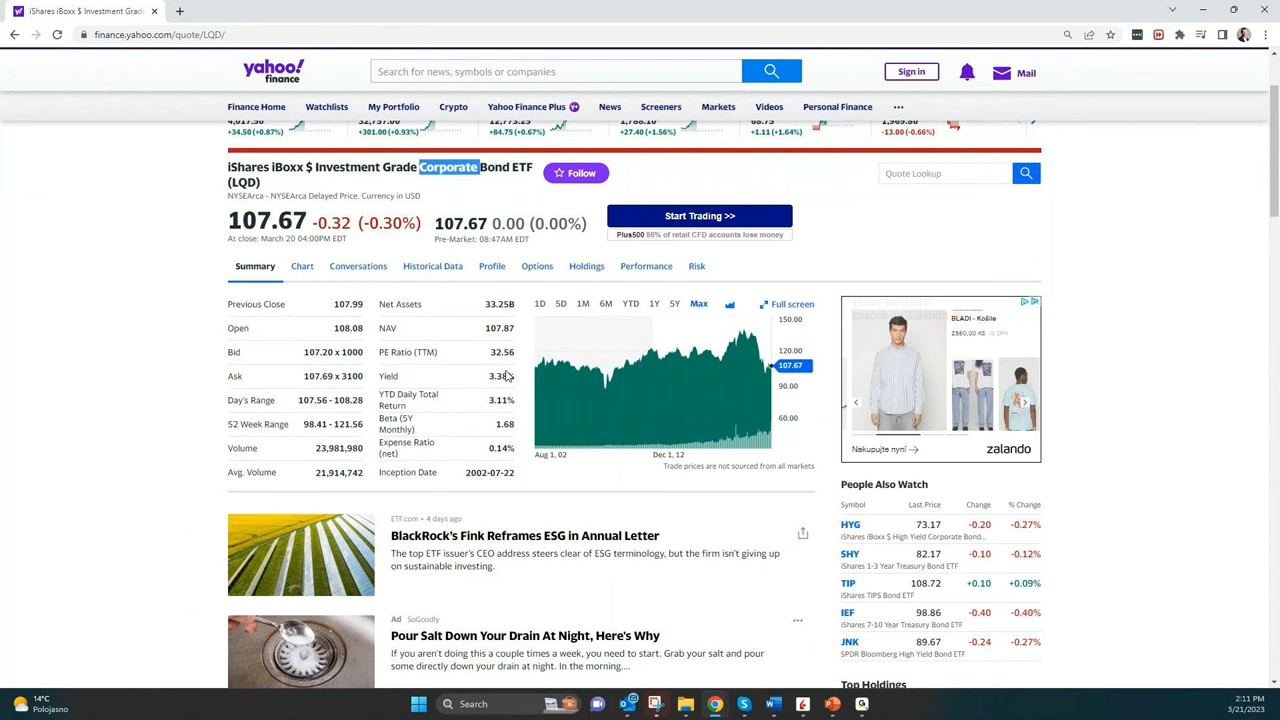 iShares iBoxx $ Investment Grade
finance.yahoo.com/quote/LQD/
yahoo!
finance
Search for news, symbols or companies
Sign in
Mail
Finance Home
Watchlists
My Portfolio
Crypto
Yahoo Finance Plus
News
Screeners
Markets
Videos
Personal Finance
+34.50 (+0.87%)
+301.00 (+0.93%)
+84.75 (+0.67%)
+27.40 (+1.56%)
+1.11 (+1.64%)
-13.00 (-0.66%)
iShares iBoxx $ Investment Grade Corporate Bond ETF
(LQD)
NYSEArca - NYSEArca Delayed Price. Currency in USD
Follow
Quote Lookup
107.67 -0.32 (-0.30%)
At close: March 20 04:00PM EDT
107.67 0.00 (0.00%)
Pre-Market: 08:47AM EDT
Start Trading >>
Plus500 86% of retail CFD accounts lose money
Summary
Chart
Conversations
Historical Data
Profile
Options
Holdings
Performance
Risk
Previous Close 107.99
Open 108.08
Bid 107.20 x 1000
Ask 107.69 x 3100
Day's Range 107.56 - 108.28
52 Week Range 98.41 - 121.56
Volume 23,981,980
Avg. Volume 21,914,742
Net Assets 33.25B
NAV 107.87
PE Ratio (TTM) 32.56
Yield
YTD Daily Total
Return 3.11%
Beta (5Y
Monthly) 1.68
Expense Ratio
(net) 0.14%
Inception Date 2002-07-22
1D 5D 1M 6M YTD 1Y 5Y Max
Full screen
150.00
120.00
107.67
90.00
60.00
Aug 1, 02
Dec 1, 12
Trade prices are not sourced from all markets
BLADI - Košile
Nakupujte nyní
zalando
ETF.com • 4 days ago
BlackRock's Fink Reframes ESG in Annual Letter
The top ETF issuer's CEO address steers clear of ESG terminology, but the firm isn't giving up
on sustainable investing.
Ad SoGoodly
Pour Salt Down Your Drain At Night, Here's Why
If you aren't doing this a couple times a week, you need to start. Grab your salt and pour
some directly down your drain at night. In the morning....
People Also Watch
Symbol Last Price Change % Change
HYG 73.17 -0.20 -0.27%
iShares iBoxx $ High Yield Corporate Bond...
SHY 82.17 -0.10 -0.12%
iShares 1-3 Year Treasury Bond ETF
TIP 108.72 +0.10 +0.09%
iShares TIPS Bond ETF
IEF 98.86 -0.40 -0.40%
iShares 7-10 Year Treasury Bond ETF
JNK 89.67 -0.24 -0.27%
SPDR Bloomberg High Yield Bond ETF
Top Holdings
14°C
Polojasno
Search
2:11 PM
3/21/2023